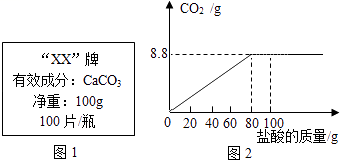 “XX”牌
有效成分：CaCO₃
净重：100g
100片/瓶
图1
CO₂ /g
8.8
0 20 40 60 80 100
盐酸的质量/g
图2